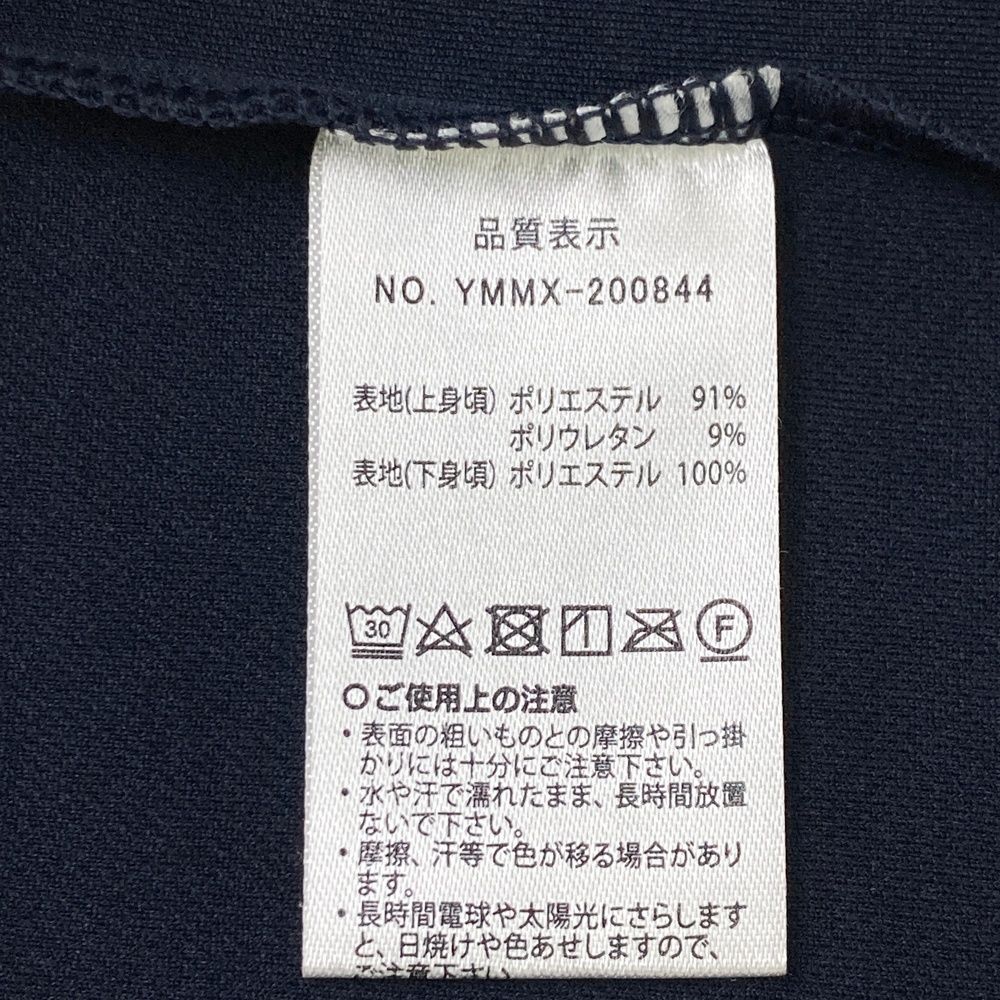 品質表示
NO. YMMX-200844
表地(上身頃) ポリエステル 91%
ポリウレタン 9%
表地(下身頃) ポリエステル 100%
30 F
○ご使用上の注意
・表面の粗いものとの摩擦や引っ掛
かりには十分にご注意下さい。
・水や汗で濡れたまま、長時間放置
ないで下さい。
・摩擦、汗等で色が移る場合があり
ます。
・長時間電球や太陽光にさらします
と、日焼けや色あせしますので、
ご注意下さい。